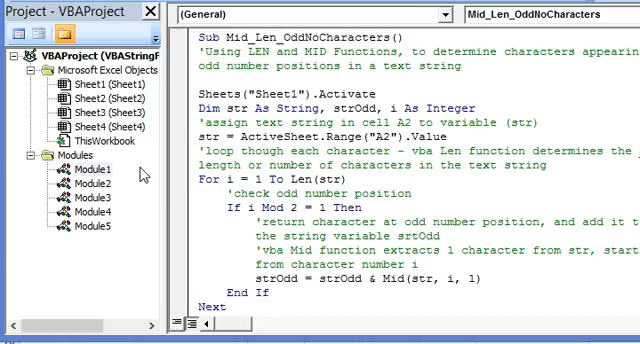 Project - VBAProject
VBAProject (VBAStringF
Microsoft Excel Objects
Sheet1 (Sheet1)
Sheet2 (Sheet2)
Sheet3 (Sheet3)
Sheet4 (Sheet4)
ThisWorkbook
Modules
Module1
Module2
Module3
Module4
Module5
(General)
Mid_Len_OddNoCharacters
Sub Mid_Len_OddNoCharacters()
'Using LEN and MID Functions, to determine characters appearin
odd number positions in a text string
Sheets("Sheet1").Activate
Dim str As String, strOdd, i As Integer
'assign text string in cell A2 to variable (str)
str = ActiveSheet.Range("A2").Value
'loop though each character - vba Len function determines the
length or number of characters in the text string
For i = 1 To Len(str)
'check odd number position
If i Mod 2 = 1 Then
'return character at odd number position, and add it t
the string variable srtOdd
'vba Mid function extracts 1 character from str, start
from character number i
strOdd = strOdd & Mid(str, i, 1)
End If
Next